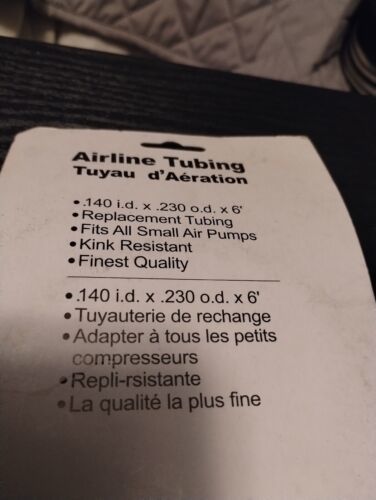 Airline Tubing
Tuyau d'Aération
• .140 i.d. x .230 o.d. x 6'
• Replacement Tubing
• Fits All Small Air Pumps
• Kink Resistant
• Finest Quality
• .140 i.d. x .230 o.d. x 6'
• Tuyauterie de rechange
• Adapter à tous les petits
compresseurs
• Repli-rsistante
• La qualité la plus fine